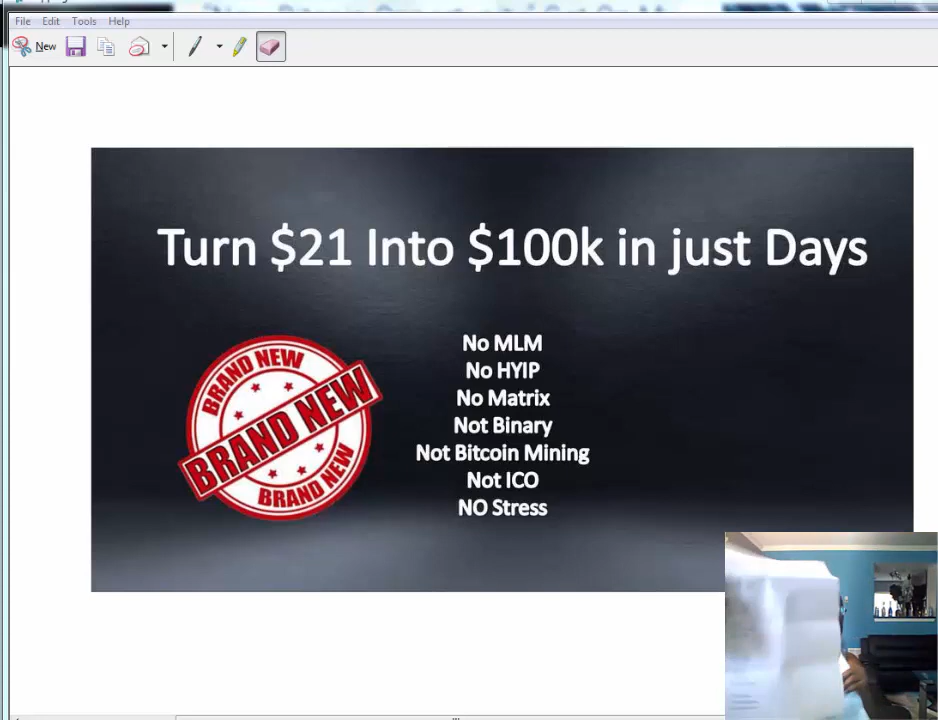 File Edit Tools Help
New
Turn $21 Into $100k in just Days
BRAND NEW
BRAND NEW
BRAND NEW
No MLM
No HYIP
No Matrix
Not Binary
Not Bitcoin Mining
Not ICO
NO Stress